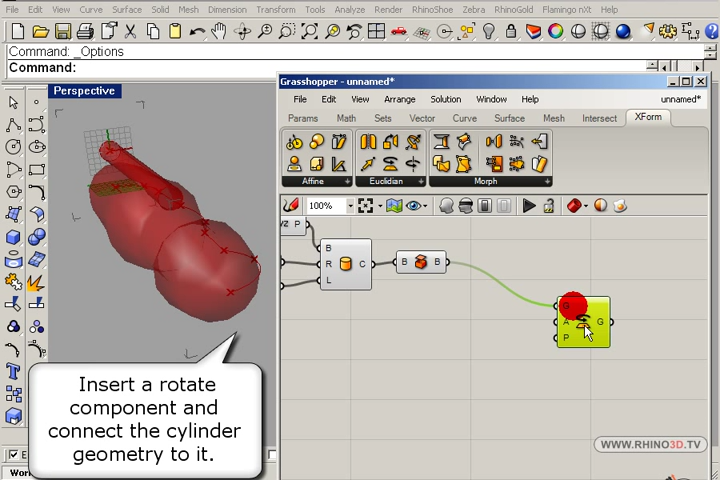 File Edit View Curve Surface Solid Mesh Dimension Transform Tools Analyze Render RhinoShoe Zebra RhinoGold Flamingo nXt Help
Command: _Options
Command:
Perspective
Grasshopper - unnamed*
File Edit View Arrange Solution Window Help unnamed*
Params Math Sets Vector Curve Surface Mesh Intersect XForm
Affine Euclidian Morph
100%
P
B
R C
L
B B
G
A G
P
Insert a rotate
component and
connect the cylinder
geometry to it.
WWW.RHINO3D.TV